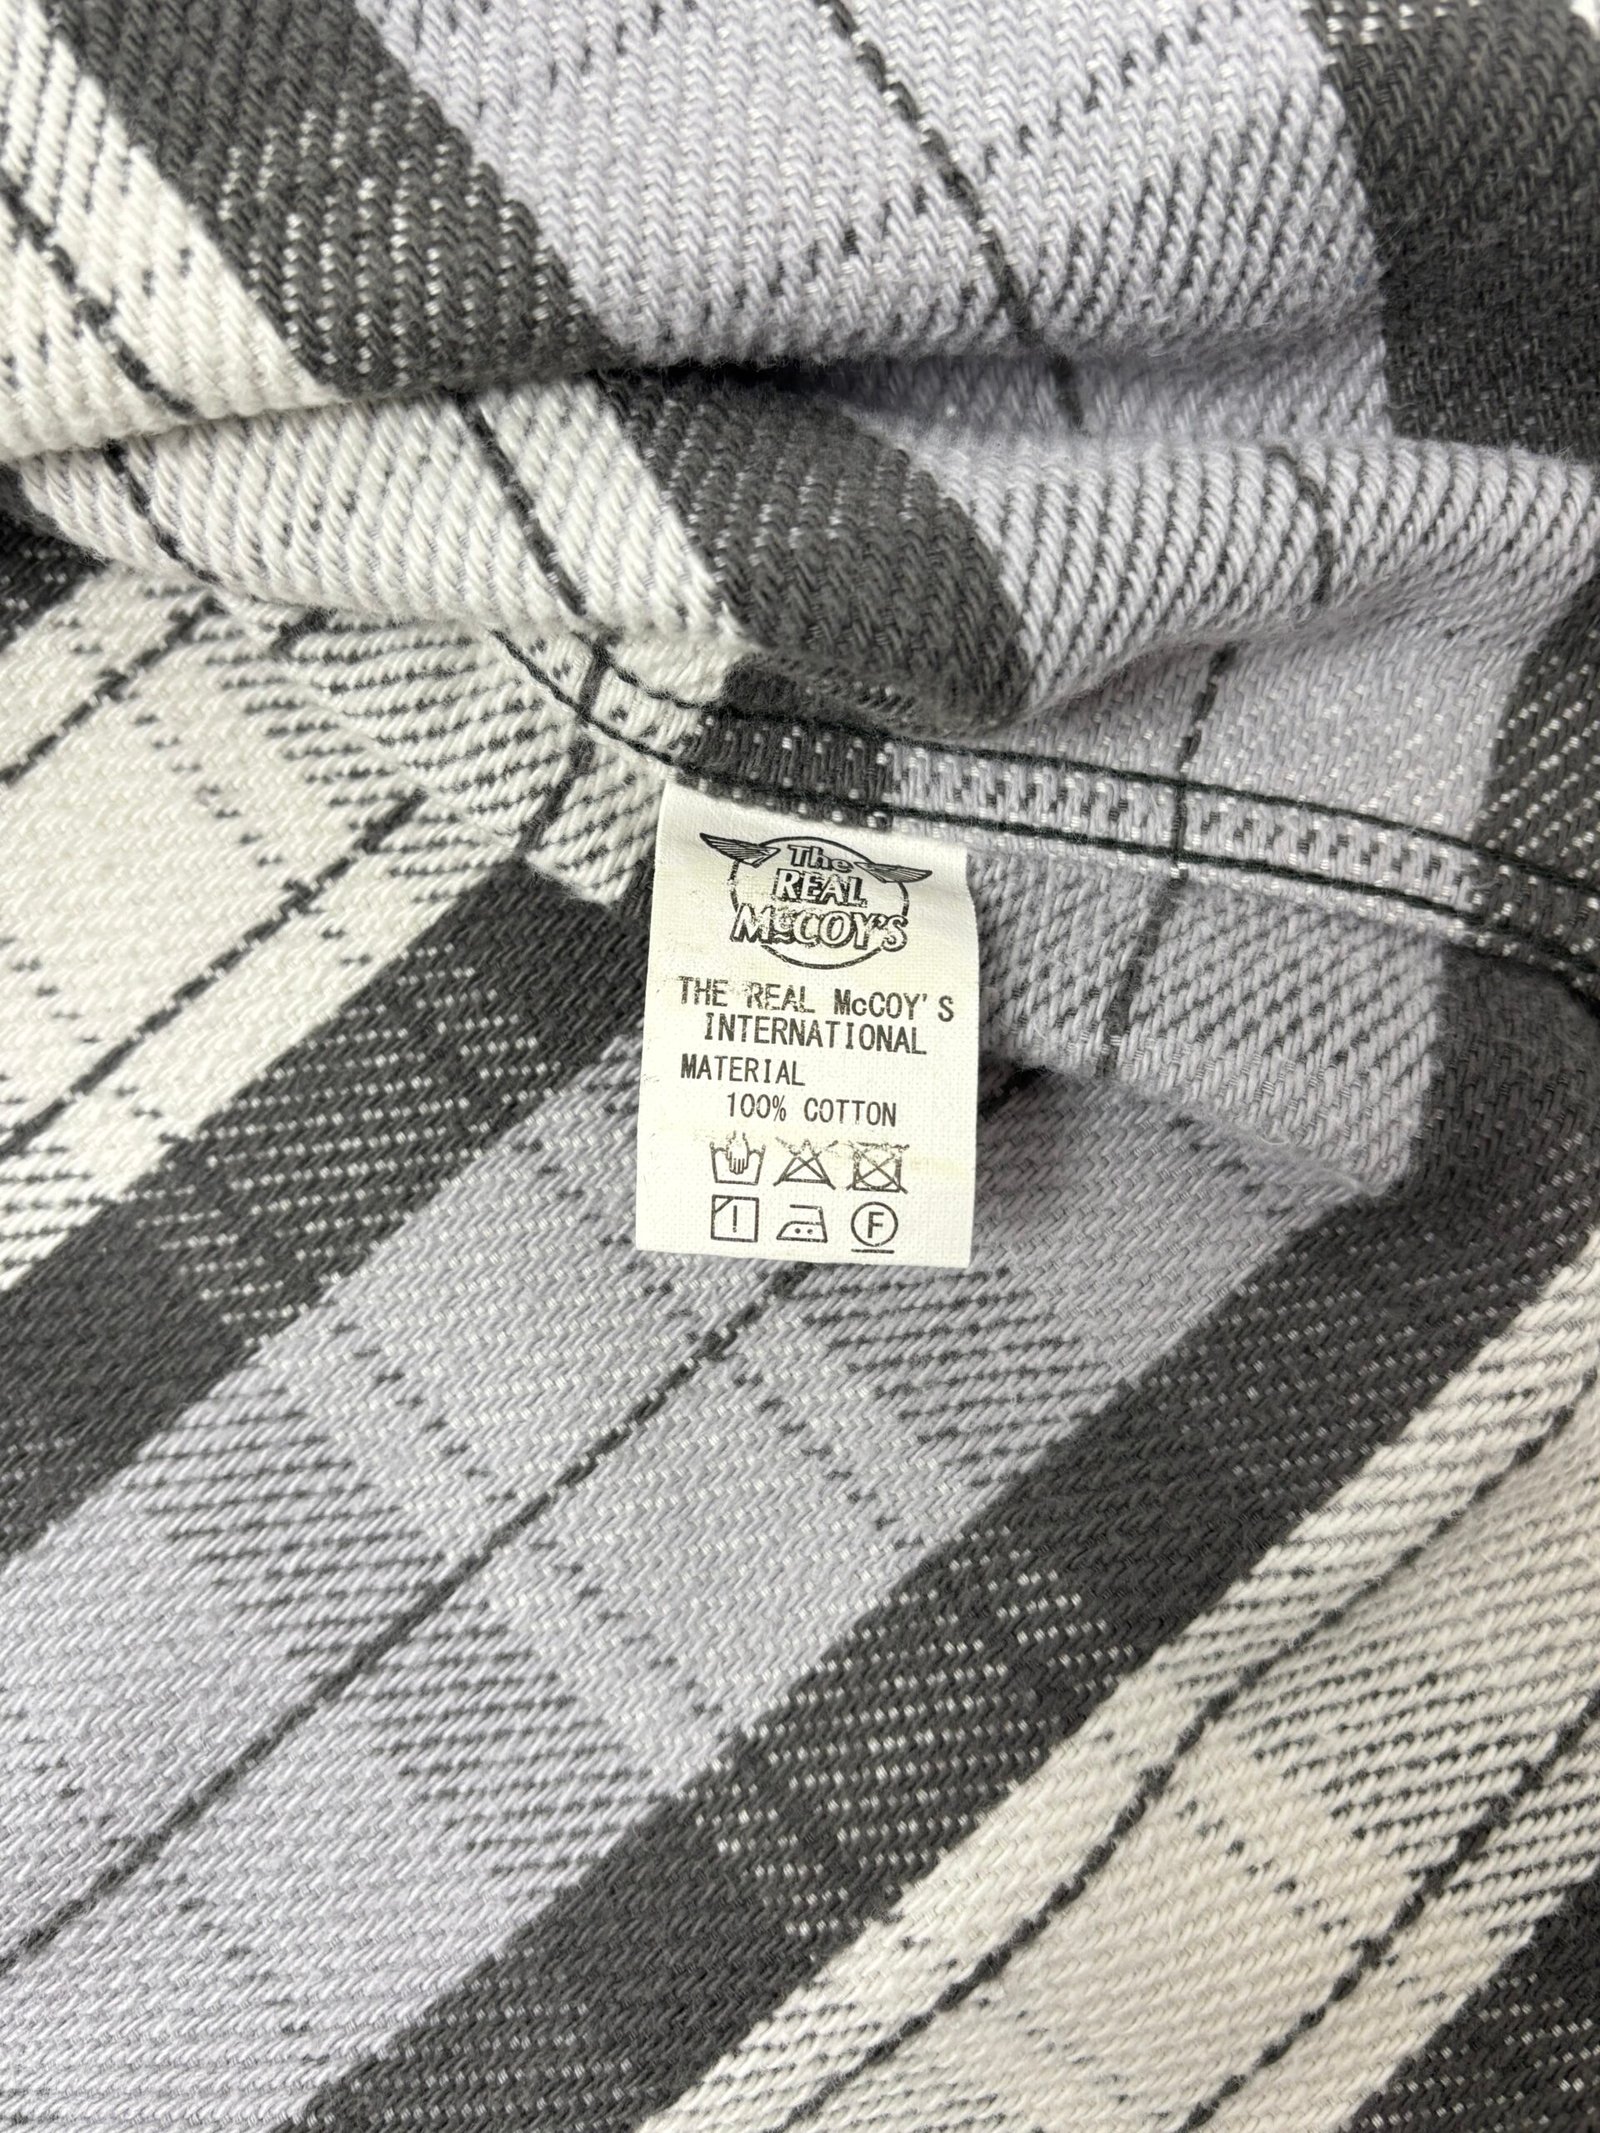 The
REAL
McCOY'S
THE REAL McCOY'S
INTERNATIONAL
MATERIAL
100% COTTON
F